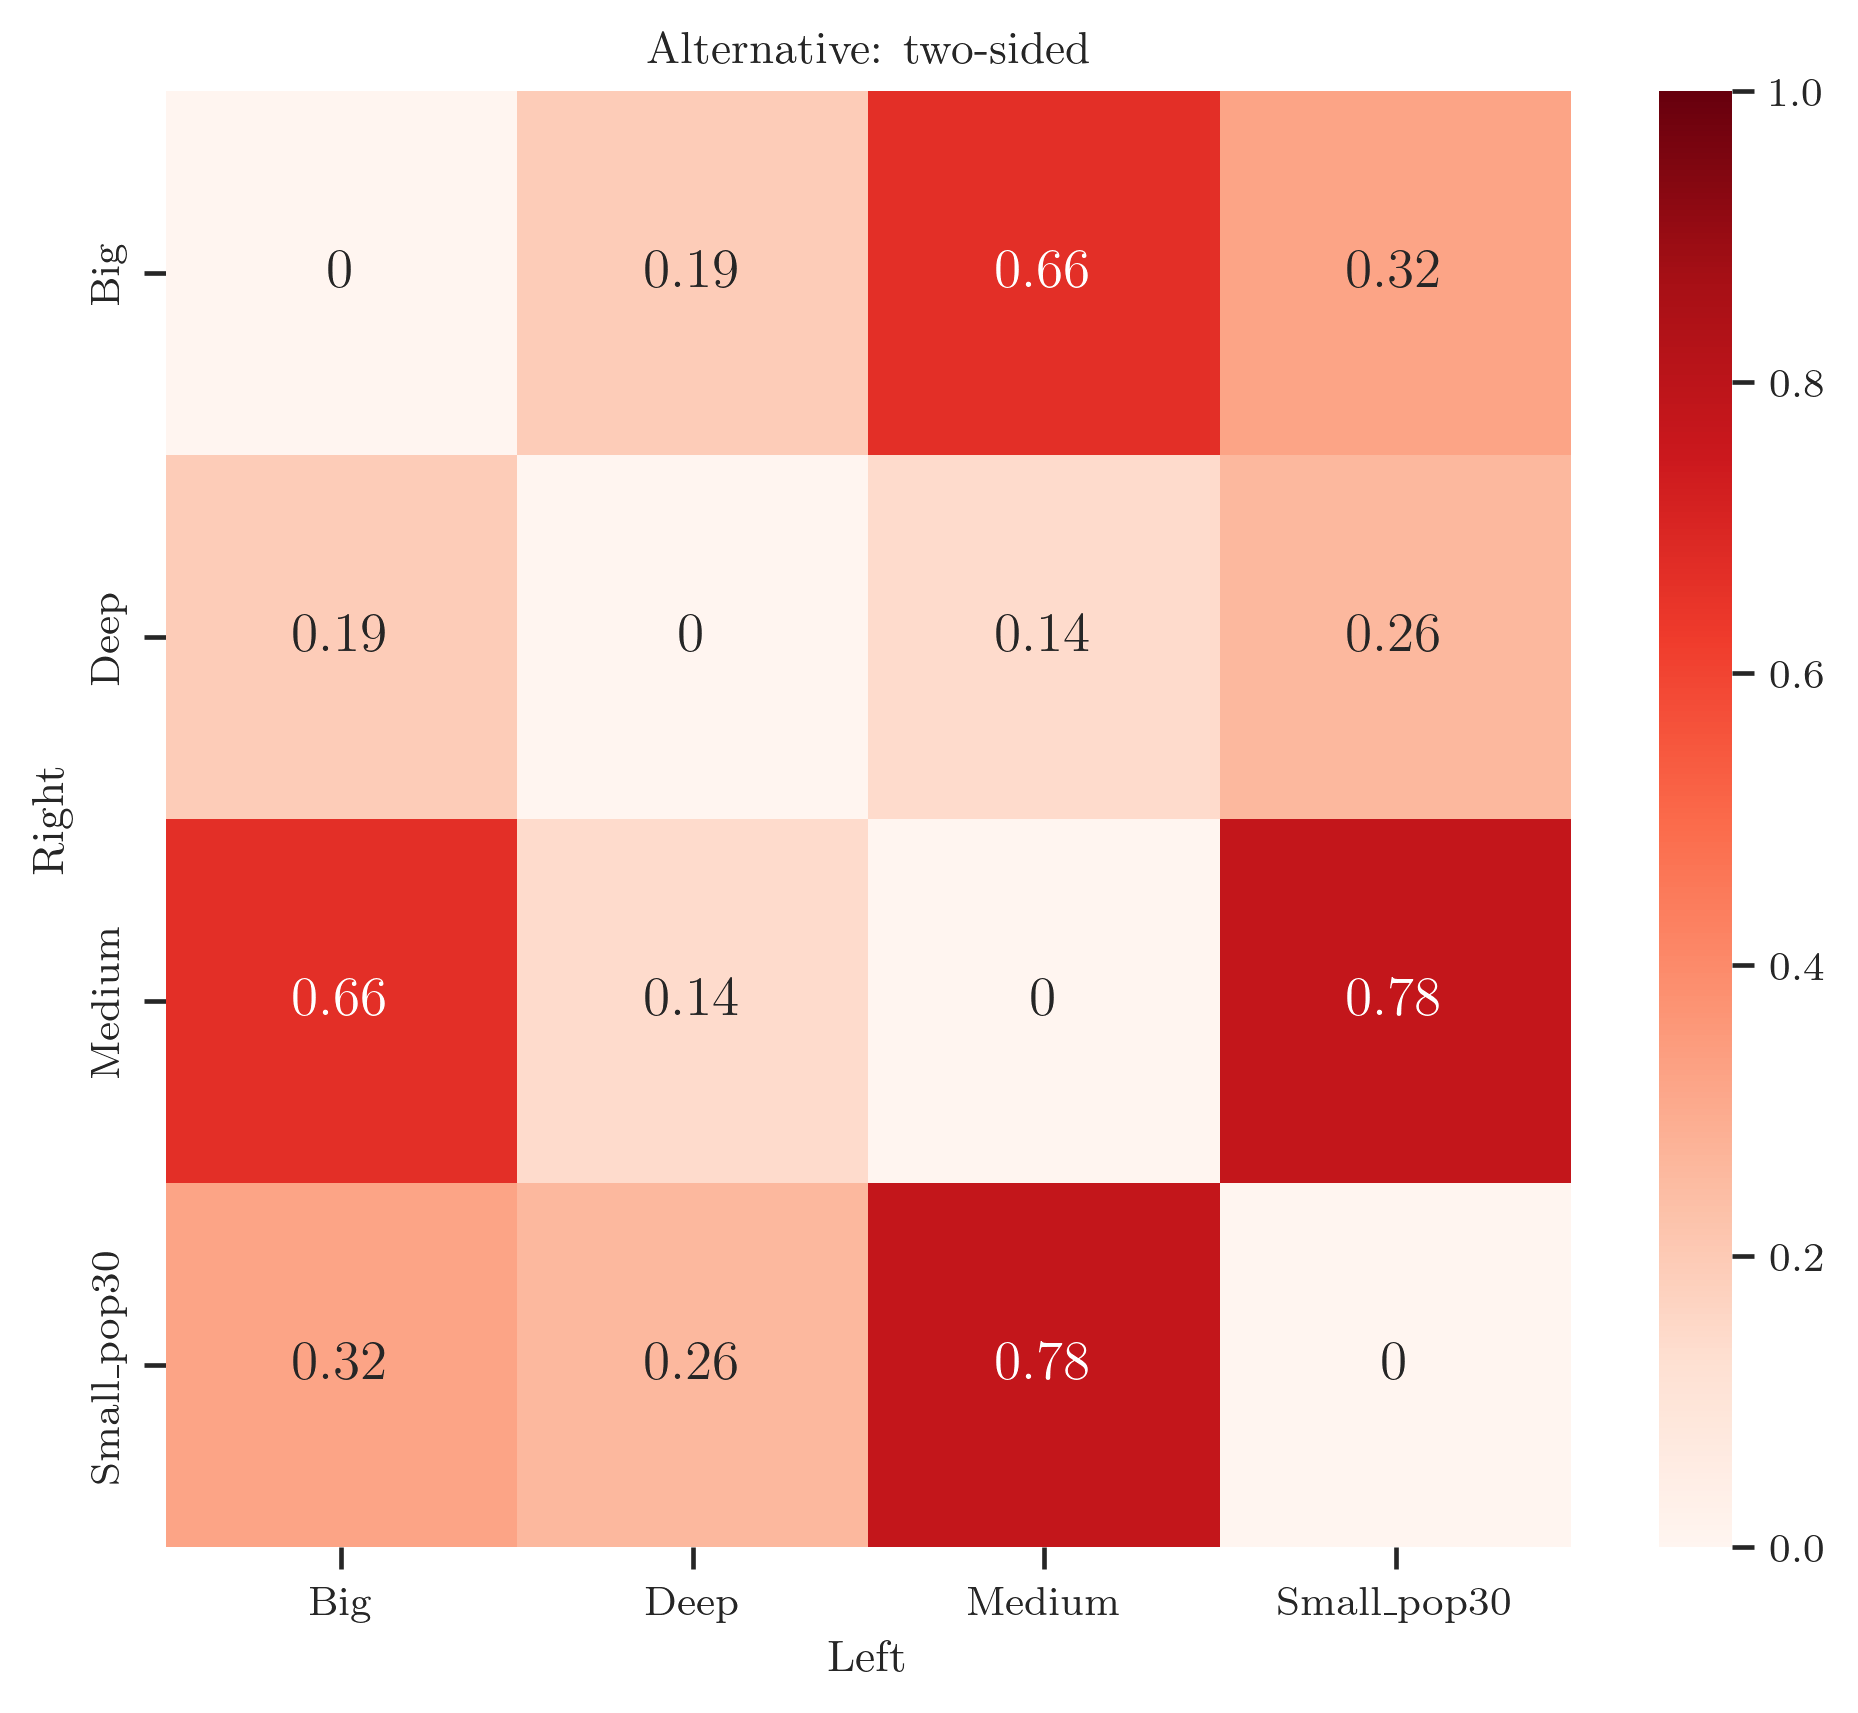 Alternative: two-sided
Big 0 0.19 0.66 0.32
Deep 0.19 0 0.14 0.26
Medium 0.66 0.14 0 0.78
Small_pop30 0.32 0.26 0.78 0
Right
Big Deep Medium Small_pop30
Left
1.0
0.8
0.6
0.4
0.2
0.0